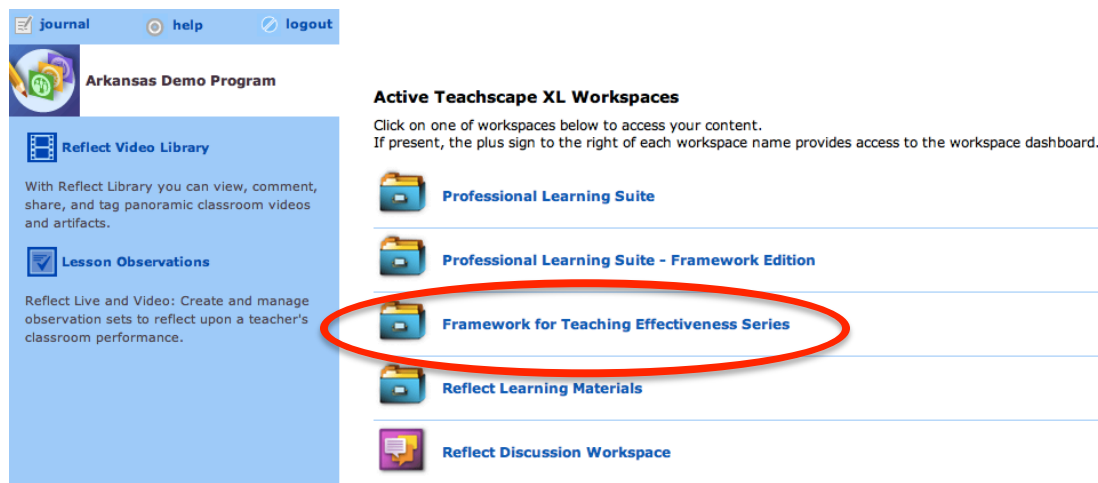 journal help logout
Arkansas Demo Program
Reflect Video Library
With Reflect Library you can view, comment,
share, and tag panoramic classroom videos
and artifacts.
Lesson Observations
Reflect Live and Video: Create and manage
observation sets to reflect upon a teacher's
classroom performance.
Active Teachscape XL Workspaces
Click on one of workspaces below to access your content.
If present, the plus sign to the right of each workspace name provides access to the workspace dashboard.
Professional Learning Suite
Professional Learning Suite - Framework Edition
Framework for Teaching Effectiveness Series
Reflect Learning Materials
Reflect Discussion Workspace